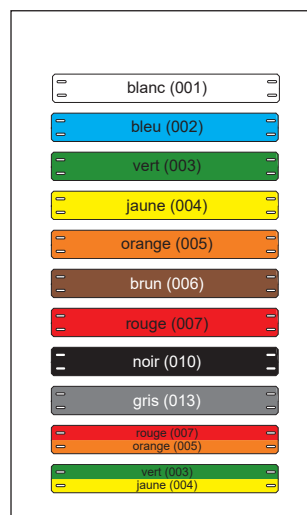 blanc (001)
bleu (002)
vert (003)
jaune (004)
orange (005)
brun (006)
rouge (007)
noir (010)
gris (013)
rouge (007)
orange (005)
vert (003)
jaune (004)